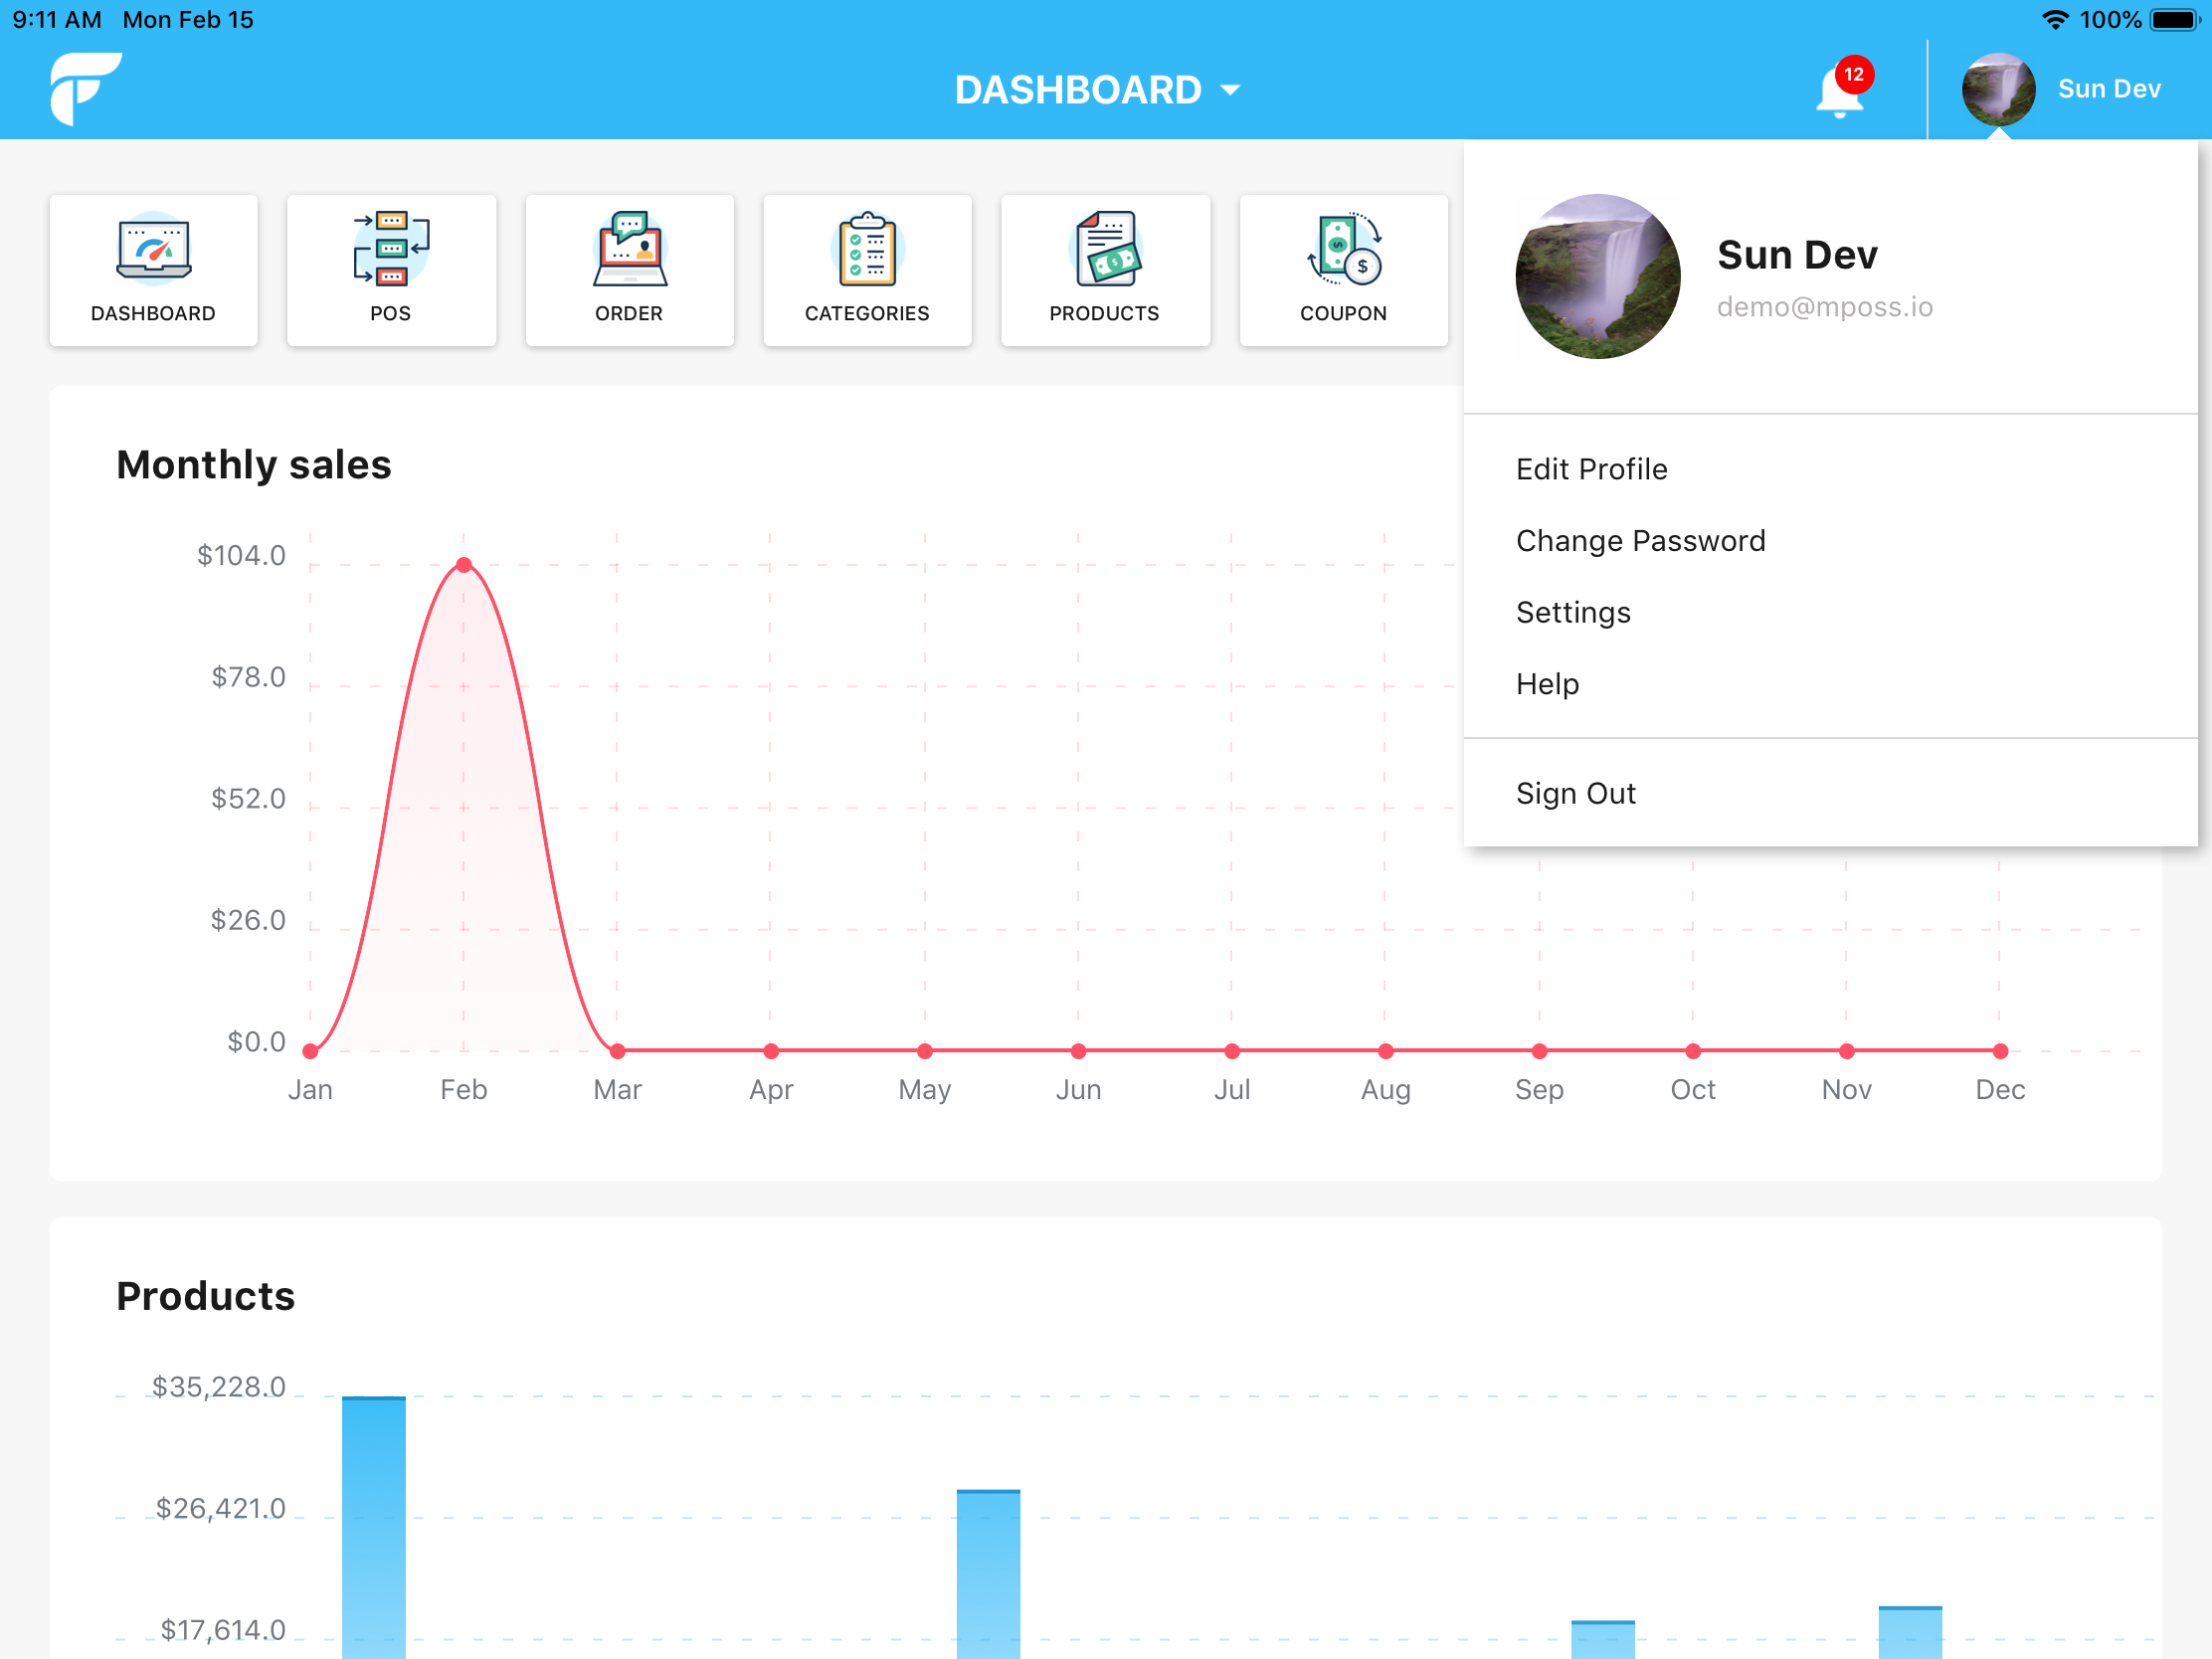 9:11 AM Mon Feb 15
100%
DASHBOARD
12
Sun Dev
DASHBOARD
POS
ORDER
CATEGORIES
PRODUCTS
COUPON
Sun Dev
demo@mposs.io
Edit Profile
Change Password
Settings
Help
Sign Out
Monthly sales
$104.0
$78.0
$52.0
$26.0
$0.0
Jan Feb Mar Apr May Jun Jul Aug Sep Oct Nov Dec
Products
$35,228.0
$26,421.0
$17,614.0